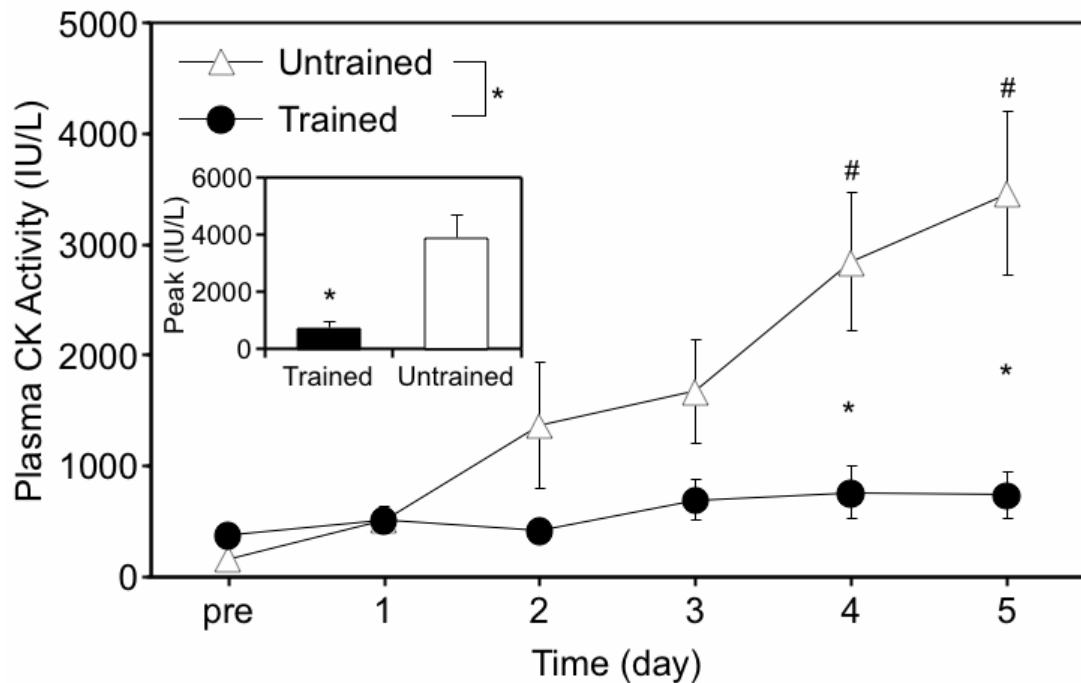 5000
Untrained
*
Trained
#
4000
#
6000
4000
2000
*
0
Peak (IU/L)
Trained Untrained
3000
2000
*
*
1000
0
Plasma CK Activity (IU/L)
pre 1 2 3 4 5
Time (day)